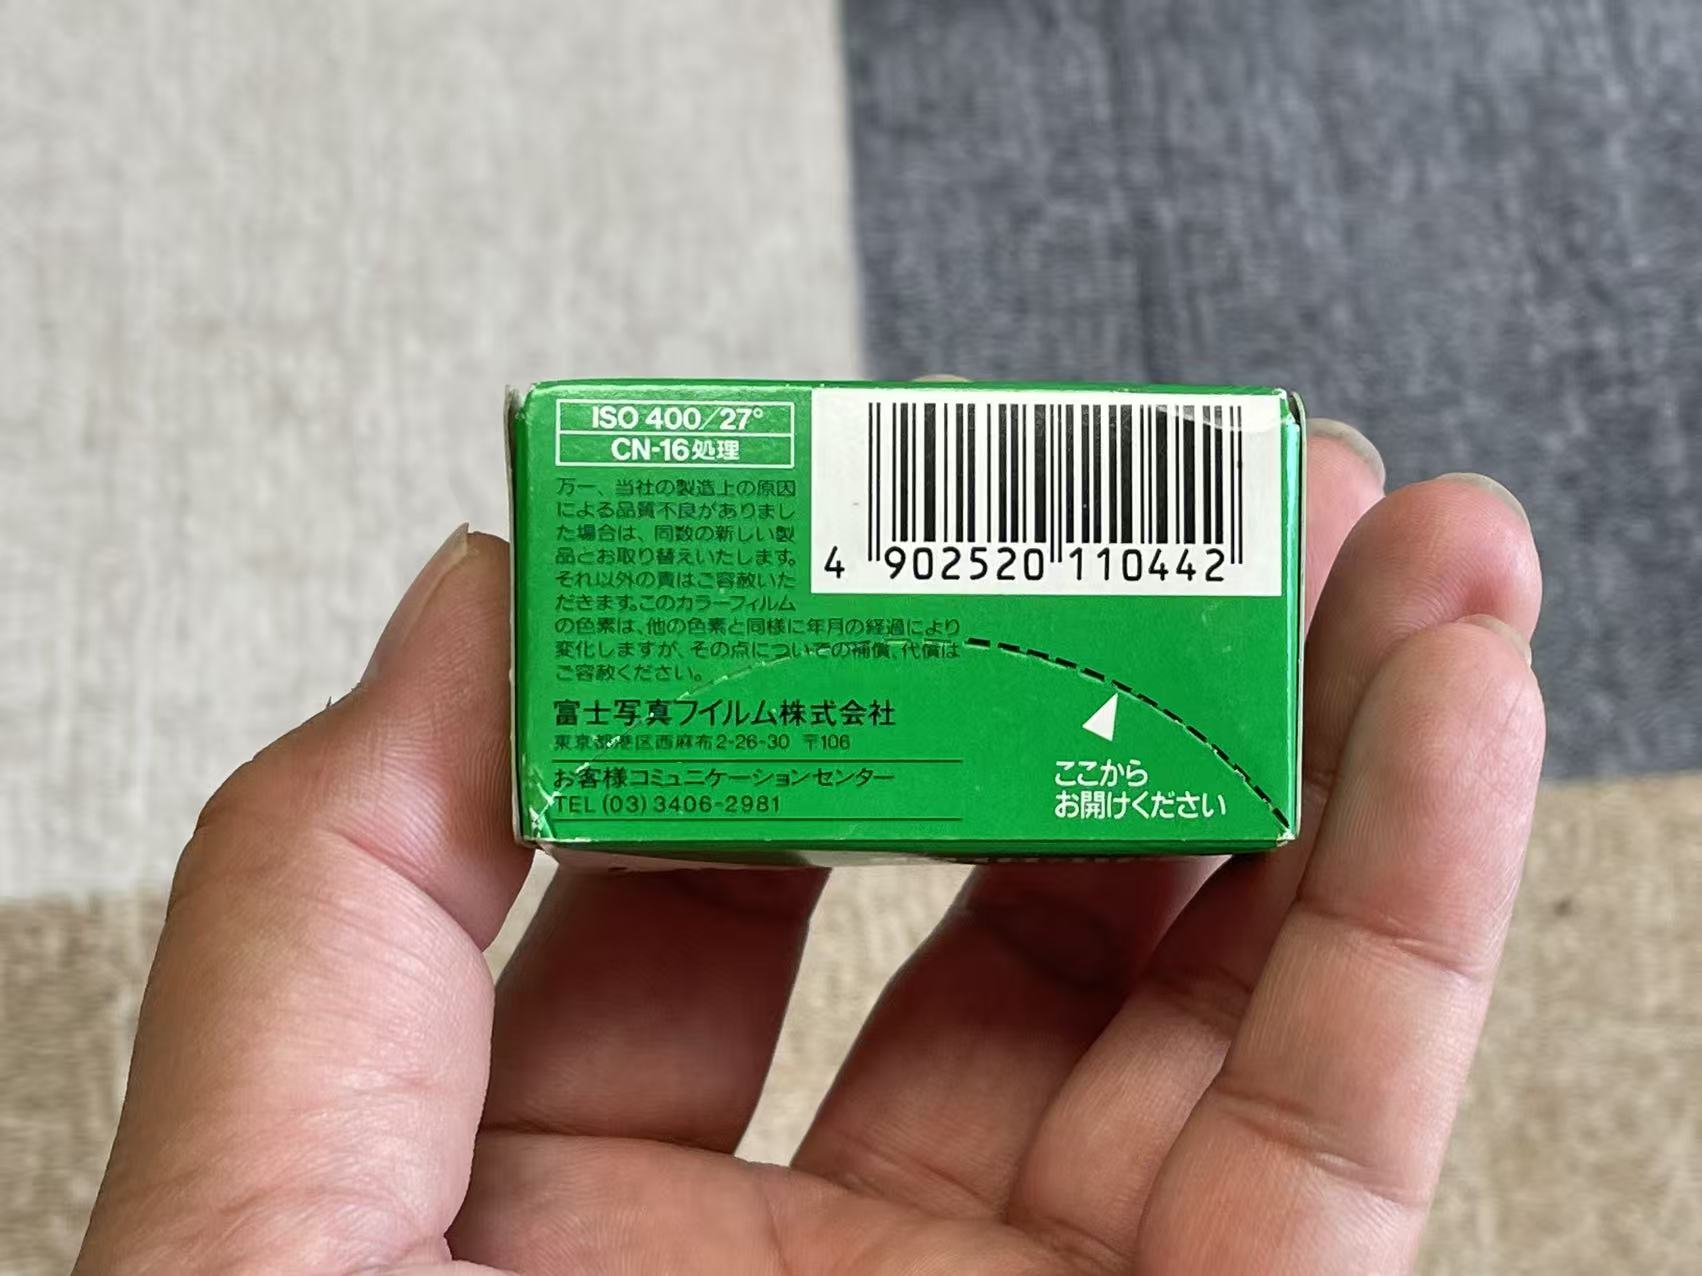 ISO 400/27°
CN-16処理
万一、当社の製造上の原因
による品質不良がありまし
た場合は、同数の新しい製
品とお取り替えいたします。
それ以外の責はご容赦いた
だきます。このカラーフィルム
の色素は、他の色素と同様に年月の経過により
変化しますが、その点についての補償、代償は
ご容赦ください。
富士写真フイルム株式会社
東京都港区西麻布2-26-30 〒106
お客様コミュニケーションセンター
TEL (03) 3406-2981
4 902520 110442
ここから
お開けください